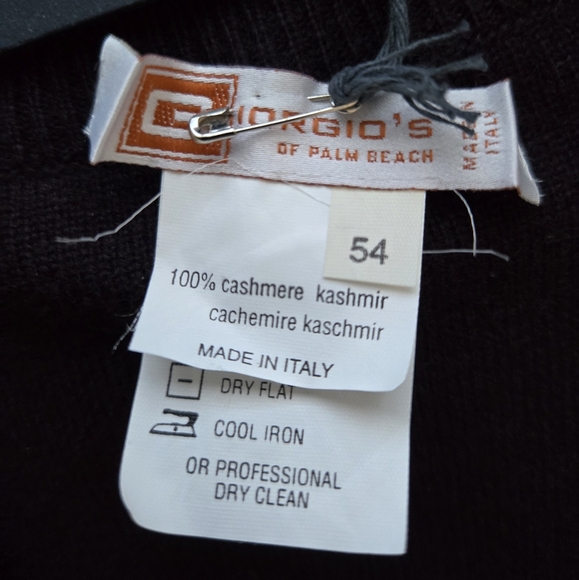 GIORGIO'S
OF PALM BEACH
MADE IN
ITALY
54
100% cashmere kashmir
cachemire kaschmir
MADE IN ITALY
DRY FLAT
COOL IRON
OR PROFESSIONAL
DRY CLEAN